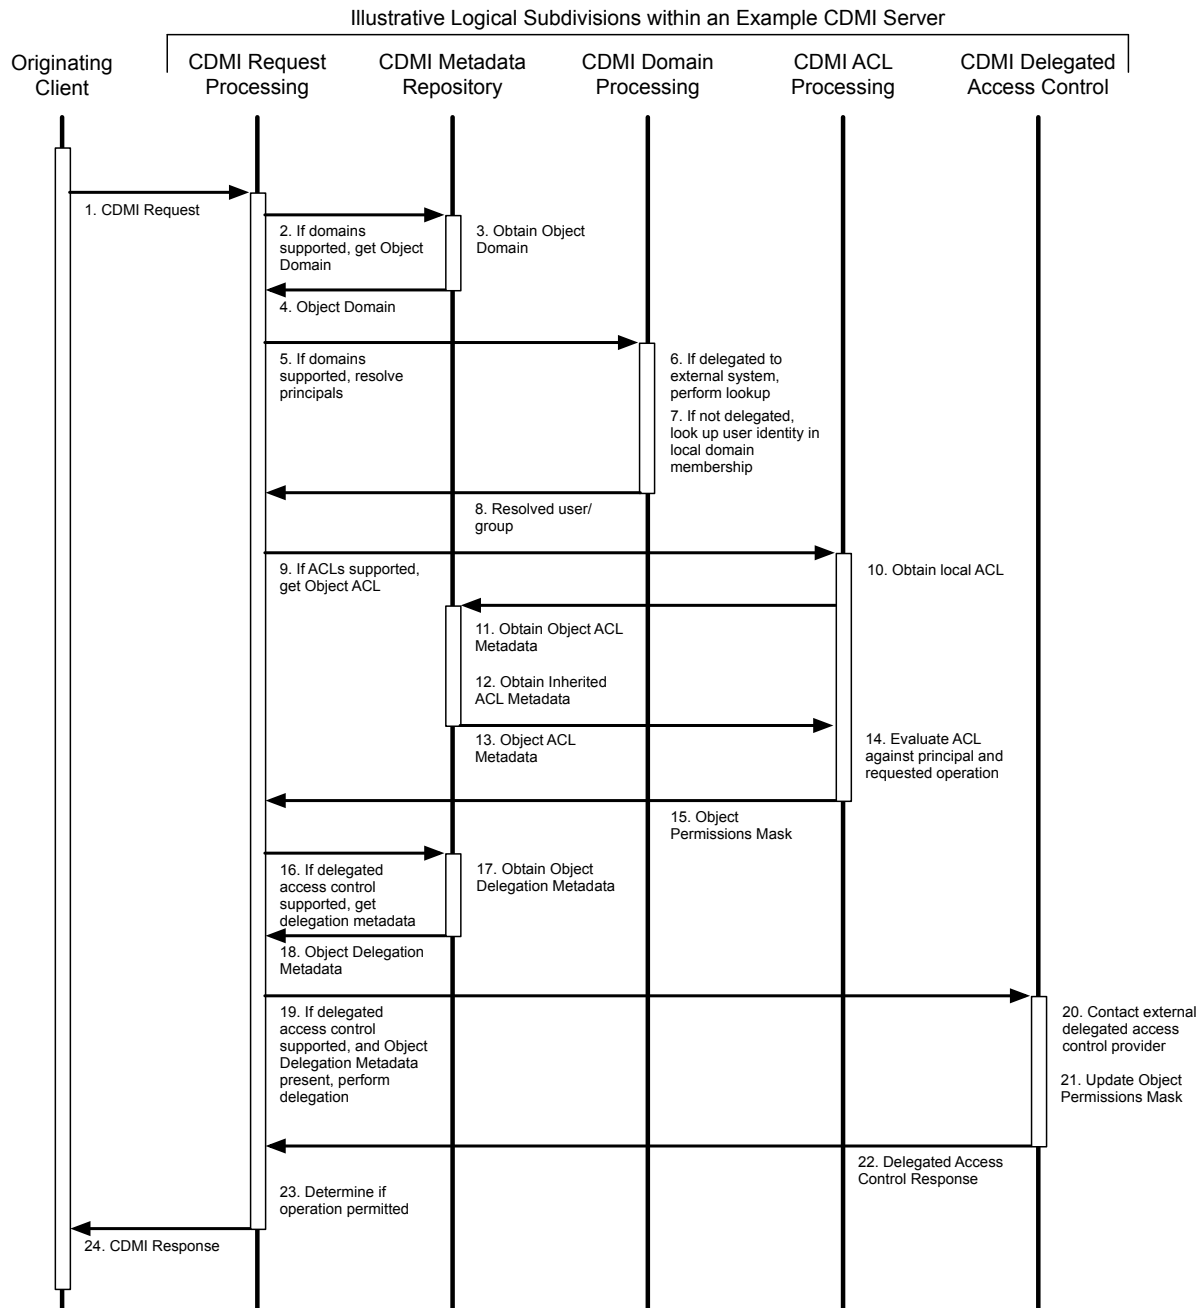 Illustrative Logical Subdivisions within an Example CDMI Server
Originating
Client
CDMI Request
Processing
CDMI Metadata
Repository
CDMI Domain
Processing
CDMI ACL
Processing
CDMI Delegated
Access Control
1. CDMI Request
2. If domains
supported, get Object
Domain
3. Obtain Object
Domain
4. Object Domain
5. If domains
supported, resolve
principals
6. If delegated to
external system,
perform lookup
7. If not delegated,
look up user identity in
local domain
membership
8. Resolved user/
group
9. If ACLs supported,
get Object ACL
10. Obtain local ACL
11. Obtain Object ACL
Metadata
12. Obtain Inherited
ACL Metadata
13. Object ACL
Metadata
14. Evaluate ACL
against principal and
requested operation
15. Object
Permissions Mask
16. If delegated
access control
supported, get
delegation metadata
17. Obtain Object
Delegation Metadata
18. Object Delegation
Metadata
19. If delegated
access control
supported, and Object
Delegation Metadata
present, perform
delegation
20. Contact external
delegated access
control provider
21. Update Object
Permissions Mask
22. Delegated Access
Control Response
23. Determine if
operation permitted
24. CDMI Response